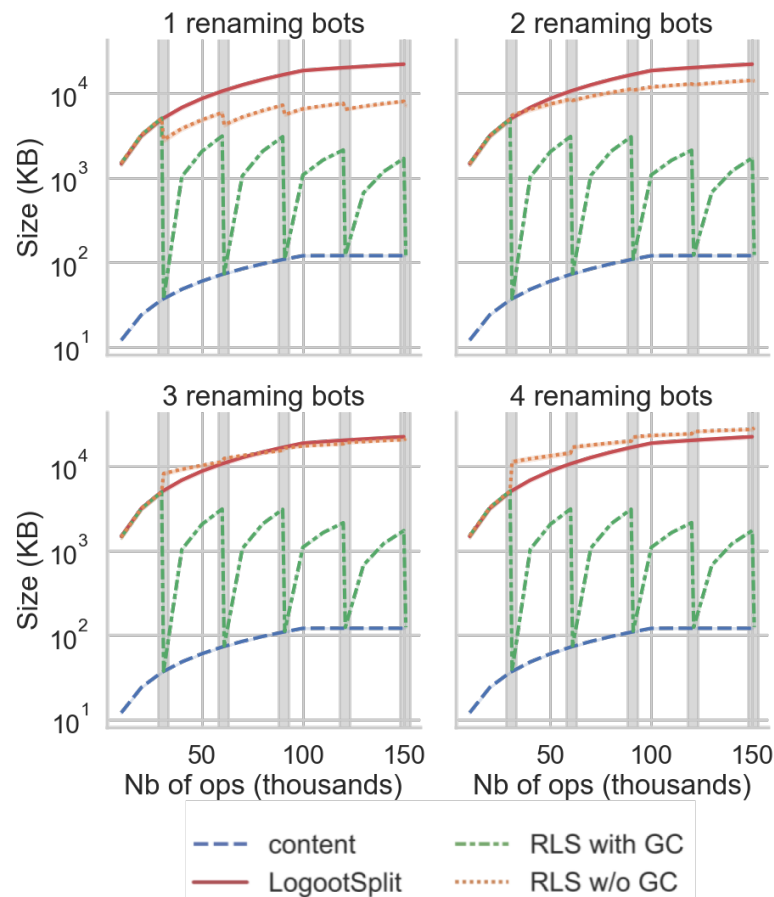 1 renaming bots
2 renaming bots
Size (KB)
10^4
10^3
10^2
10^1
3 renaming bots
4 renaming bots
Size (KB)
10^4
10^3
10^2
10^1
50 100 150
50 100 150
Nb of ops (thousands)
Nb of ops (thousands)
content
RLS with GC
LogootSplit
RLS w/o GC